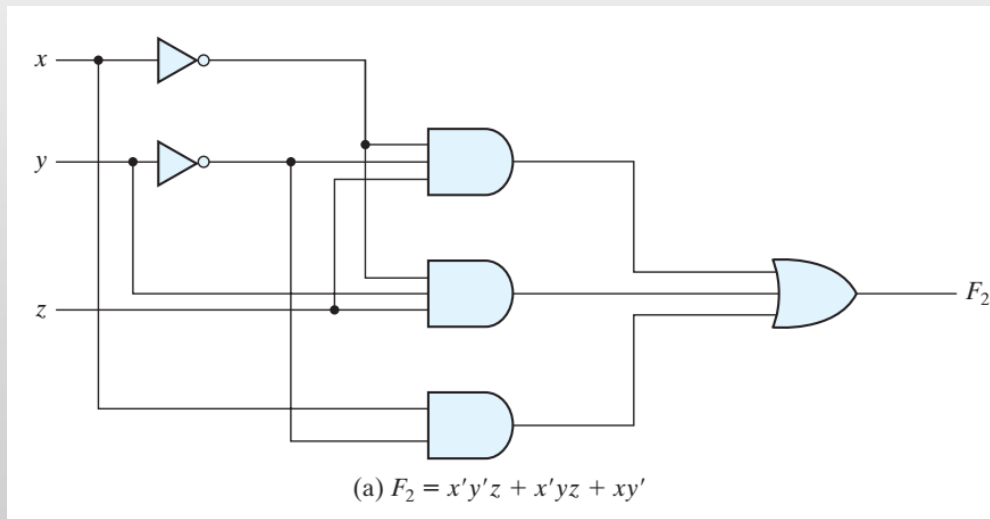 x
y
z
F₂
(a) F₂ = x′y′z + x′yz + xy′